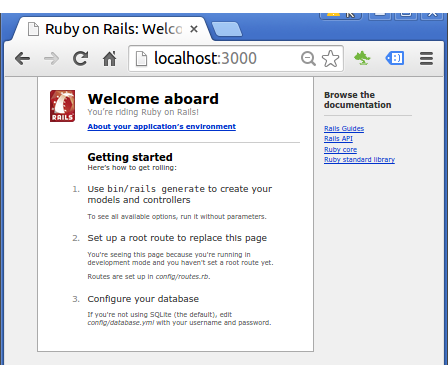 Ruby on Rails: Welco
localhost:3000
RAILS
Welcome aboard
You're riding Ruby on Rails!
About your application's environment
Getting started
Here's how to get rolling:
1. Use bin/rails generate to create your
models and controllers
To see all available options, run it without parameters.
2. Set up a root route to replace this page
You're seeing this page because you're running in
development mode and you haven't set a root route yet.
Routes are set up in config/routes.rb.
3. Configure your database
If you're not using SQLite (the default), edit
config/database.yml with your username and password.
Browse the
documentation
Rails Guides
Rails API
Ruby core
Ruby standard library